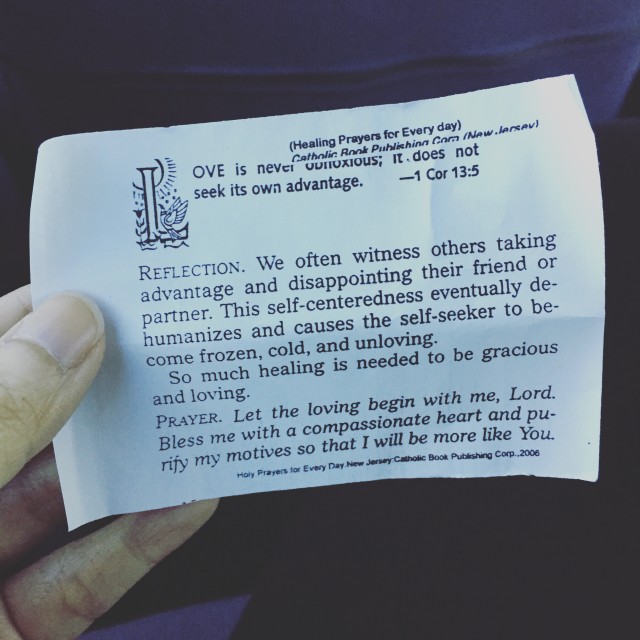 (Healing Prayers for Every day)
Catholic Book Publishing Corp (New Jersey)
LOVE is never obnoxious; it does not
seek its own advantage. —1 Cor 13:5
REFLECTION. We often witness others taking
advantage and disappointing their friend or
partner. This self-centeredness eventually de-
humanizes and causes the self-seeker to be-
come frozen, cold, and unloving.
So much healing is needed to be gracious
and loving.
PRAYER. Let the loving begin with me, Lord.
Bless me with a compassionate heart and pu-
rify my motives so that I will be more like You.
Holy Prayers for Every Day.New Jersey:Catholic Book Publishing Corp.,2006